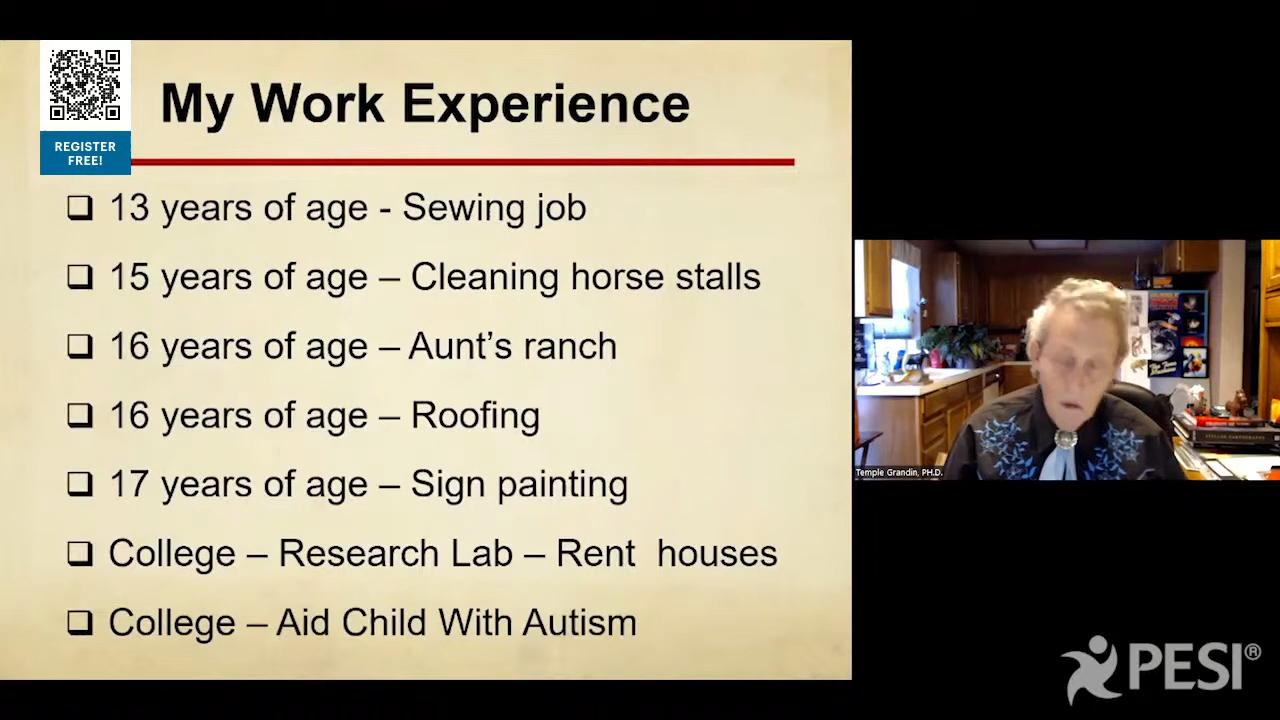 REGISTER
FREE!
My Work Experience
13 years of age - Sewing job
15 years of age – Cleaning horse stalls
16 years of age – Aunt’s ranch
16 years of age – Roofing
17 years of age – Sign painting
College – Research Lab – Rent  houses
College – Aid Child With Autism
Temple Grandin, PH.D.
PESI®